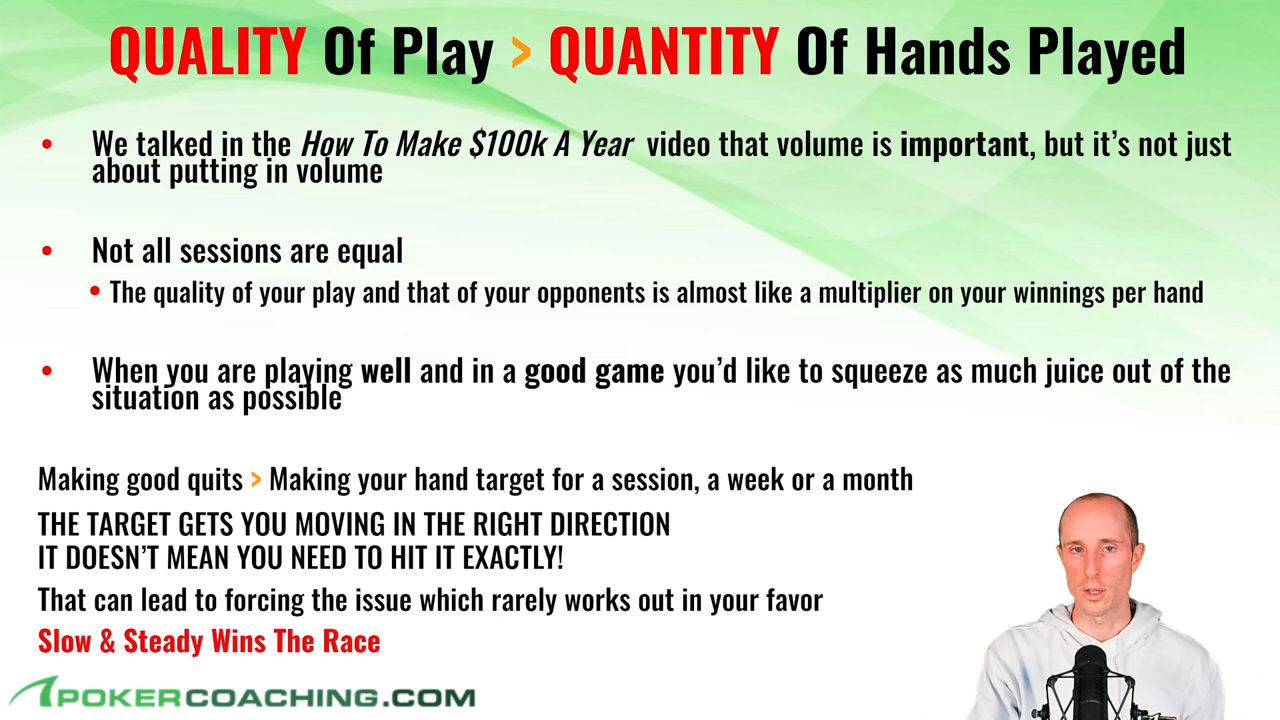 QUALITY Of Play > QUANTITY Of Hands Played
• We talked in the How To Make $100k A Year video that volume is important, but it’s not just
about putting in volume
• Not all sessions are equal
• The quality of your play and that of your opponents is almost like a multiplier on your winnings per hand
• When you are playing well and in a good game you’d like to squeeze as much juice out of the
situation as possible
Making good quits > Making your hand target for a session, a week or a month
THE TARGET GETS YOU MOVING IN THE RIGHT DIRECTION
IT DOESN’T MEAN YOU NEED TO HIT IT EXACTLY!
That can lead to forcing the issue which rarely works out in your favor
Slow & Steady Wins The Race
POKERCOACHING.COM